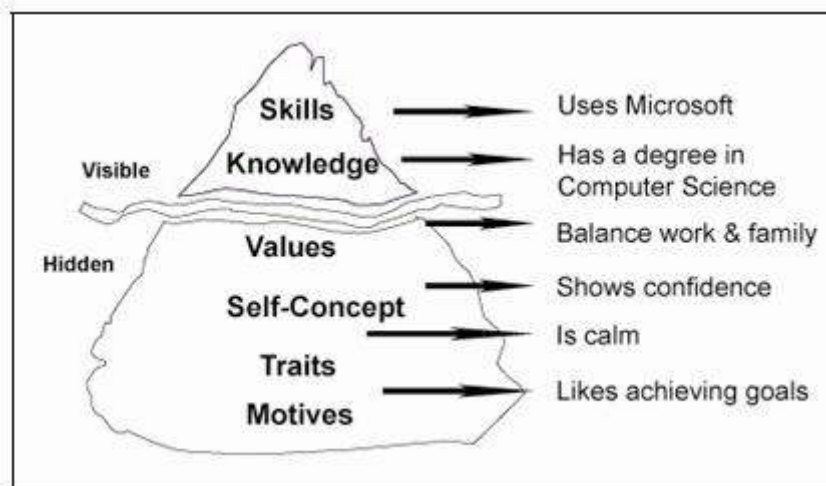 Skills
Uses Microsoft
Knowledge
Has a degree in
Computer Science
Visible
Values
Balance work & family
Hidden
Self-Concept
Shows confidence
Is calm
Traits
Likes achieving goals
Motives